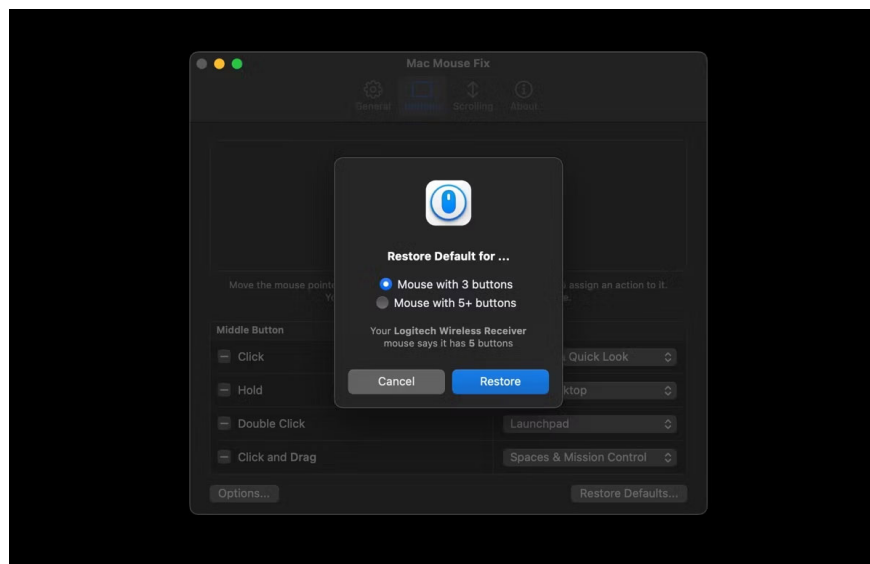 Mac Mouse Fix
General Buttons Scrolling About
Restore Default for ...
Mouse with 3 buttons
Mouse with 5+ buttons
Move the mouse pointe
assign an action to it.
Yo
Your Logitech Wireless Receiver
mouse says it has 5 buttons
Middle Button
Click
Quick Look
Cancel
Restore
Hold
ktop
Double Click
Launchpad
Click and Drag
Spaces & Mission Control
Options...
Restore Defaults...